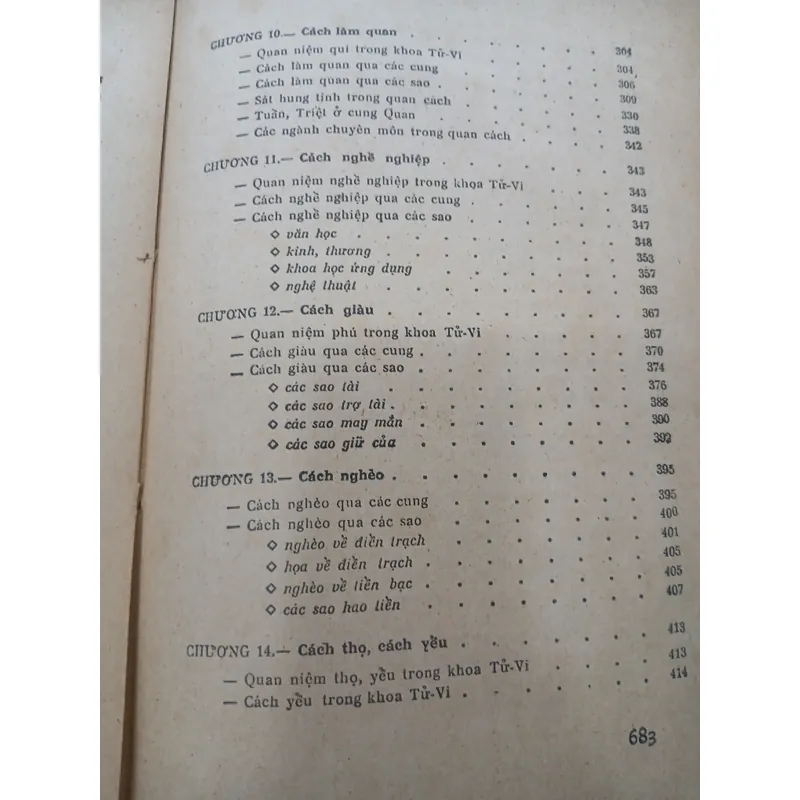 CHƯƠNG 10.— Cách làm quan . . . . . . . 304
— Quan niệm quí trong khoa Tử-Vi . . . . . 304
— Cách làm quan qua các cung . . . . . . 306
— Cách làm quan qua các sao . . . . . . . 309
— Sát hung tinh trong quan cách . . . . . . 330
— Tuần, Triệt ở cung Quan . . . . . . . 338
— Các ngành chuyên môn trong quan cách . . . . 342
CHƯƠNG 11.— Cách nghề nghiệp . . . . . . . 343
— Quan niệm nghề nghiệp trong khoa Tử-Vi . . . 343
— Cách nghề nghiệp qua các cung . . . . . . 345
— Cách nghề nghiệp qua các sao . . . . . . 347
◇ văn học . . . . . . . . . 348
◇ kinh, thương . . . . . . . . 353
◇ khoa học ứng dụng . . . . . . . 357
◇ nghệ thuật . . . . . . . . . 363
CHƯƠNG 12.— Cách giàu . . . . . . . . . 367
— Quan niệm phú trong khoa Tử-Vi . . . . . 367
— Cách giàu qua các cung . . . . . . . . 370
— Cách giàu qua các sao . . . . . . . . 374
◇ các sao tài . . . . . . . . 376
◇ các sao trợ tài . . . . . . . . 388
◇ các sao may mắn . . . . . . . 390
◇ các sao giữ của . . . . . . . 392
CHƯƠNG 13.— Cách nghèo . . . . . . . . . 395
— Cách nghèo qua các cung . . . . . . . 395
— Cách nghèo qua các sao . . . . . . . 400
◇ nghèo về điền trạch . . . . . . 401
◇ họa về điền trạch . . . . . . . 405
◇ nghèo về tiền bạc . . . . . . . 405
◇ các sao hao tiền . . . . . . . 407
CHƯƠNG 14.— Cách thọ, cách yểu . . . . . . . 413
— Quan niệm thọ, yểu trong khoa Tử-Vi . . . . 413
— Cách yểu trong khoa Tử-Vi . . . . . . . 414
683